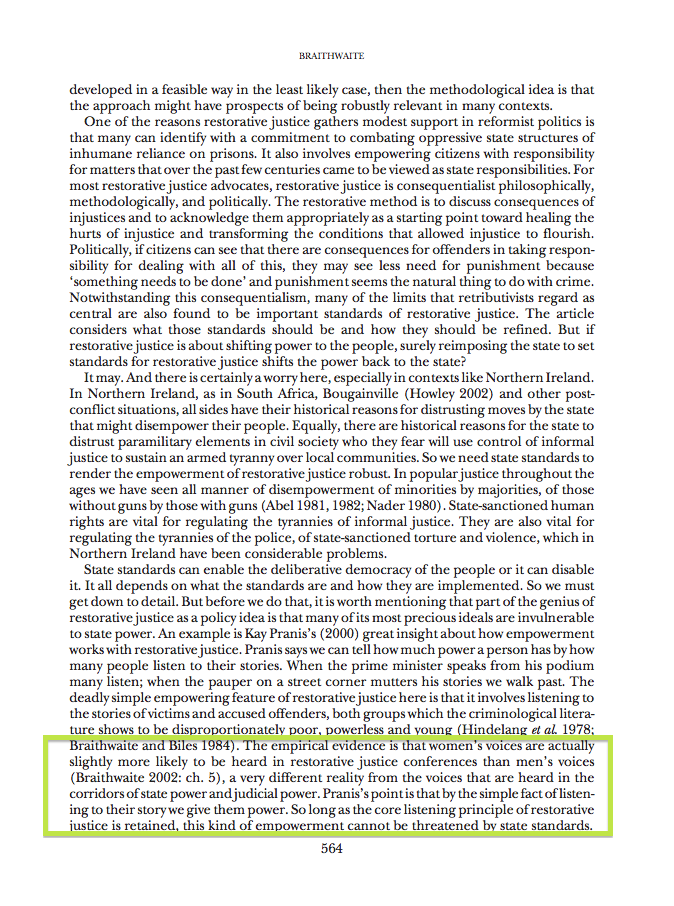 BRAITHWAITE
developed in a feasible way in the least likely case, then the methodological idea is that
the approach might have prospects of being robustly relevant in many contexts.
One of the reasons restorative justice gathers modest support in reformist politics is
that many can identify with a commitment to combating oppressive state structures of
inhumane reliance on prisons. It also involves empowering citizens with responsibility
for matters that over the past few centuries came to be viewed as state responsibilities. For
most restorative justice advocates, restorative justice is consequentialist philosophically,
methodologically, and politically. The restorative method is to discuss consequences of
injustices and to acknowledge them appropriately as a starting point toward healing the
hurts of injustice and transforming the conditions that allowed injustice to flourish.
Politically, if citizens can see that there are consequences for offenders in taking respon-
sibility for dealing with all of this, they may see less need for punishment because
‘something needs to be done’ and punishment seems the natural thing to do with crime.
Notwithstanding this consequentialism, many of the limits that retributivists regard as
central are also found to be important standards of restorative justice. The article
considers what those standards should be and how they should be refined. But if
restorative justice is about shifting power to the people, surely reimposing the state to set
standards for restorative justice shifts the power back to the state?
It may. And there is certainly a worry here, especially in contexts like Northern Ireland.
In Northern Ireland, as in South Africa, Bougainville (Howley 2002) and other post-
conflict situations, all sides have their historical reasons for distrusting moves by the state
that might disempower their people. Equally, there are historical reasons for the state to
distrust paramilitary elements in civil society who they fear will use control of informal
justice to sustain an armed tyranny over local communities. So we need state standards to
render the empowerment of restorative justice robust. In popular justice throughout the
ages we have seen all manner of disempowerment of minorities by majorities, of those
without guns by those with guns (Abel 1981, 1982; Nader 1980). State-sanctioned human
rights are vital for regulating the tyrannies of informal justice. They are also vital for
regulating the tyrannies of the police, of state-sanctioned torture and violence, which in
Northern Ireland have been considerable problems.
State standards can enable the deliberative democracy of the people or it can disable
it. It all depends on what the standards are and how they are implemented. So we must
get down to detail. But before we do that, it is worth mentioning that part of the genius of
restorative justice as a policy idea is that many of its most precious ideals are invulnerable
to state power. An example is Kay Pranis’s (2000) great insight about how empowerment
works with restorative justice. Pranis says we can tell how much power a person has by how
many people listen to their stories. When the prime minister speaks from his podium
many listen; when the pauper on a street corner mutters his stories we walk past. The
deadly simple empowering feature of restorative justice here is that it involves listening to
the stories of victims and accused offenders, both groups which the criminological litera-
ture shows to be disproportionately poor, powerless and young (Hindelang et al. 1978;
Braithwaite and Biles 1984). The empirical evidence is that women’s voices are actually
slightly more likely to be heard in restorative justice conferences than men’s voices
(Braithwaite 2002: ch. 5), a very different reality from the voices that are heard in the
corridors of state power and judicial power. Pranis’s point is that by the simple fact of listen-
ing to their story we give them power. So long as the core listening principle of restorative
justice is retained, this kind of empowerment cannot be threatened by state standards.
564